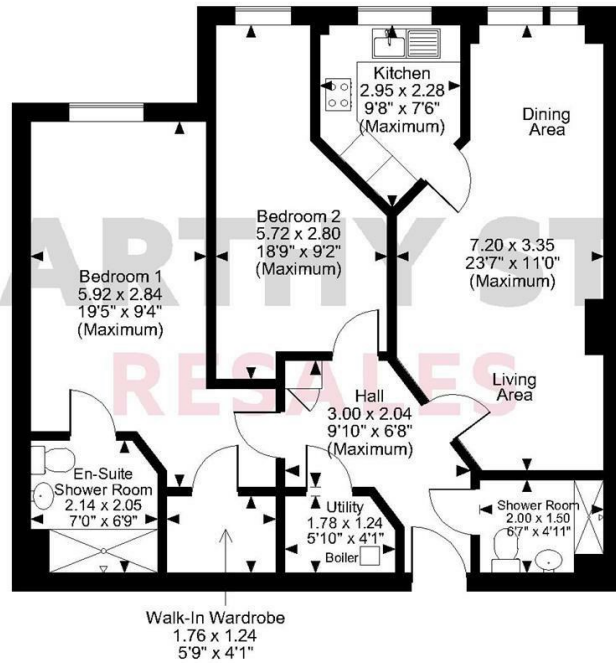 Kitchen
2.95 x 2.28
9'8" x 7'6"
(Maximum)
Dining
Area
Bedroom 2
5.72 x 2.80
18'9" x 9'2"
(Maximum)
7.20 x 3.35
23'7" x 11'0"
(Maximum)
Bedroom 1
5.92 x 2.84
19'5" x 9'4"
(Maximum)
ARTHY ST
RESALES
Living
Area
Hall
3.00 x 2.04
9'10" x 6'8"
(Maximum)
En-Suite
Shower Room
2.14 x 2.05
7'0" x 6'9"
Utility
1.78 x 1.24
5'10" x 4'1"
Boiler
Shower Room
2.00 x 1.50
6'7" x 4'11"
Walk-In Wardrobe
1.76 x 1.24
5'9" x 4'1"